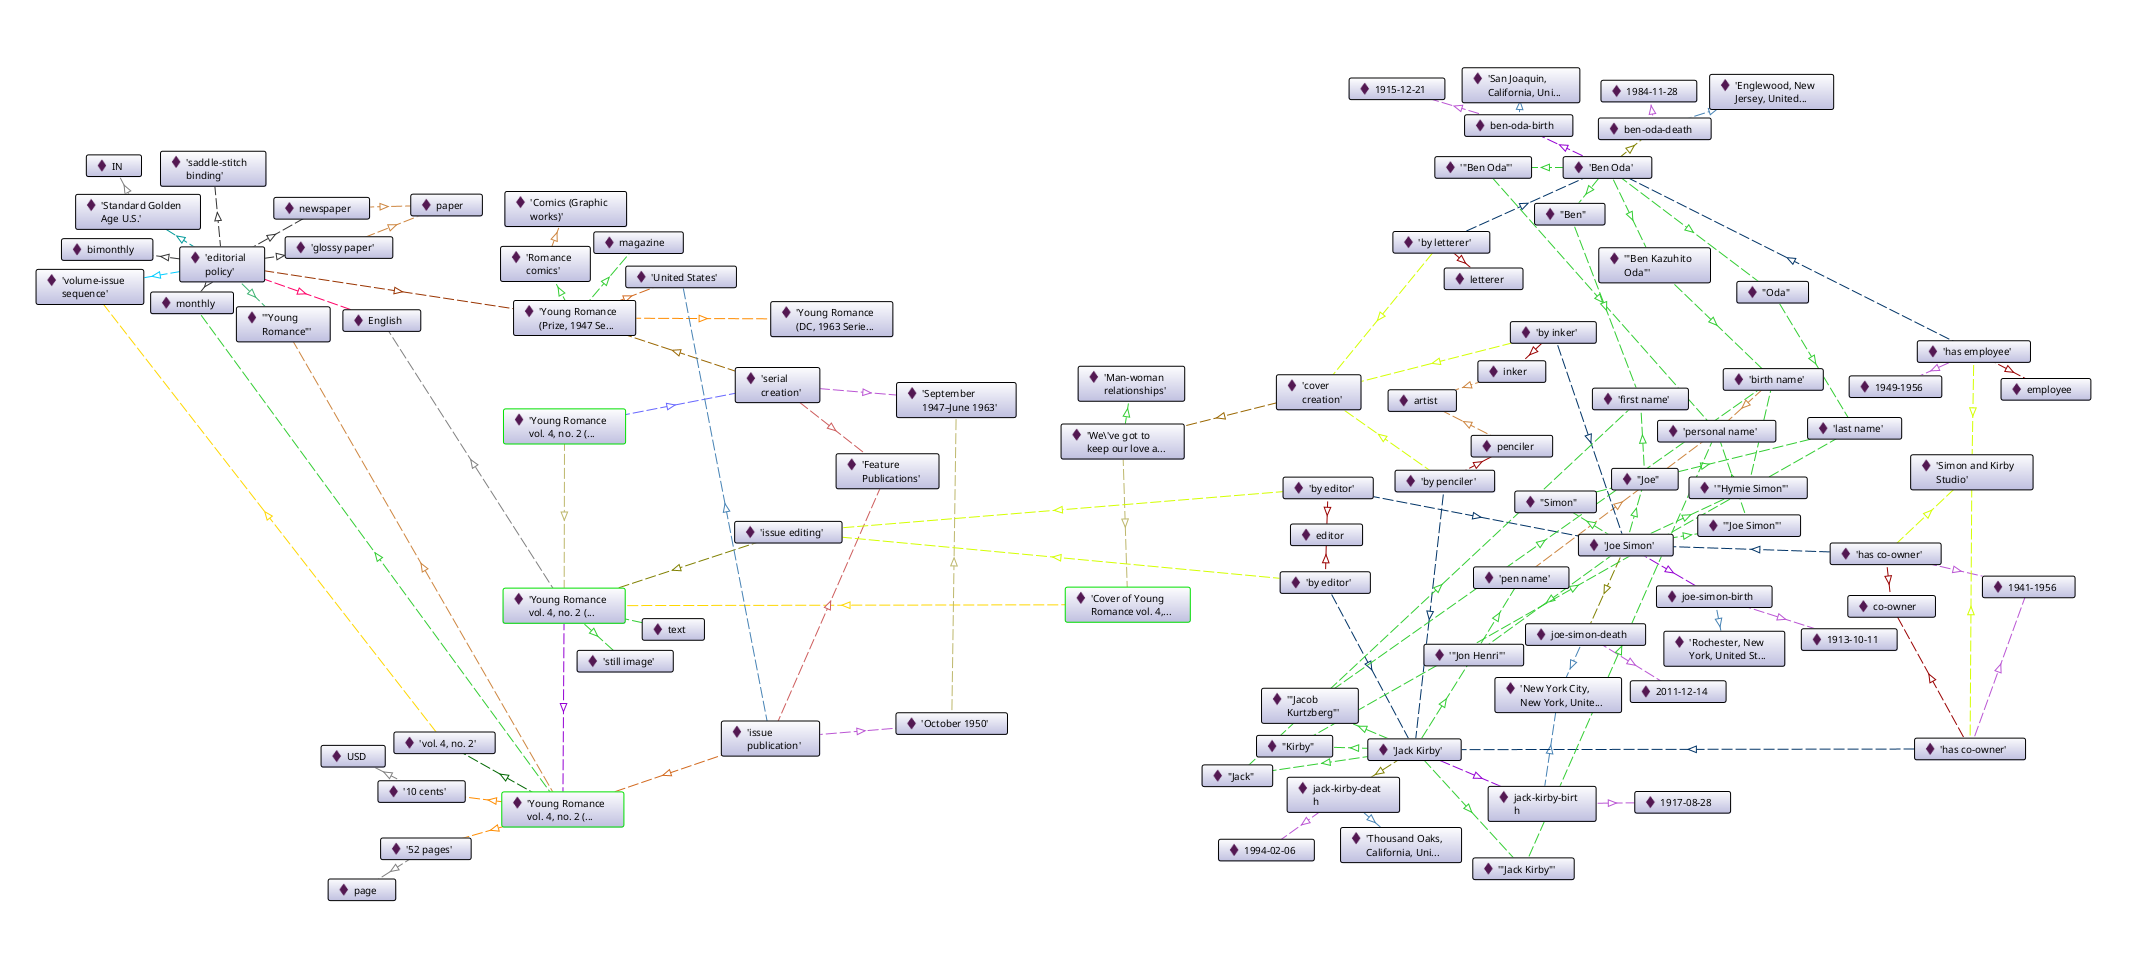 1915-12-21
'San Joaquin,
California, Uni...
1984-11-28
'Englewood, New
Jersey, United...
ben-oda-birth
ben-oda-death
IN
'saddle-stitch
binding'
'"Ben Oda"'
'Ben Oda'
'Standard Golden
Age U.S.'
newspaper
paper
'Comics (Graphic
works)'
"Ben"
bimonthly
'editorial
policy'
'glossy paper'
'Romance
comics'
magazine
'by letterer'
'"Ben Kazuhito
Oda"'
'volume-issue
sequence'
'United States'
letterer
"Oda"
monthly
'"Young
Romance"'
English
'Young Romance
(Prize, 1947 Se...
'Young Romance
(DC, 1963 Serie...
'by inker'
'has employee'
'serial
creation'
'Man-woman
relationships'
'cover
creation'
inker
'birth name'
1949-1956
employee
'September
1947–June 1963'
artist
'first name'
'Young Romance
vol. 4, no. 2 (...
'We\'ve got to
keep our love a...
penciler
'personal name'
'last name'
'Feature
Publications'
'by editor'
'by penciler'
"Joe"
'"Hymie Simon"'
'Simon and Kirby
Studio'
"Simon"
'issue editing'
editor
'"Joe Simon"'
'Joe Simon'
'has co-owner'
'by editor'
'pen name'
1941-1956
'Young Romance
vol. 4, no. 2 (...
'Cover of Young
Romance vol. 4,...
joe-simon-birth
co-owner
text
joe-simon-death
'Rochester, New
York, United St...
1913-10-11
'still image'
'"Jon Henri"'
'"Jacob
Kurtzberg"'
'New York City,
New York, Unite...
2011-12-14
'vol. 4, no. 2'
'issue
publication'
'October 1950'
"Kirby"
'Jack Kirby'
'has co-owner'
USD
"Jack"
'10 cents'
'Young Romance
vol. 4, no. 2 (...
jack-kirby-deat
h
jack-kirby-birt
h
1917-08-28
'52 pages'
1994-02-06
'Thousand Oaks,
California, Uni...
page
'"Jack Kirby"'